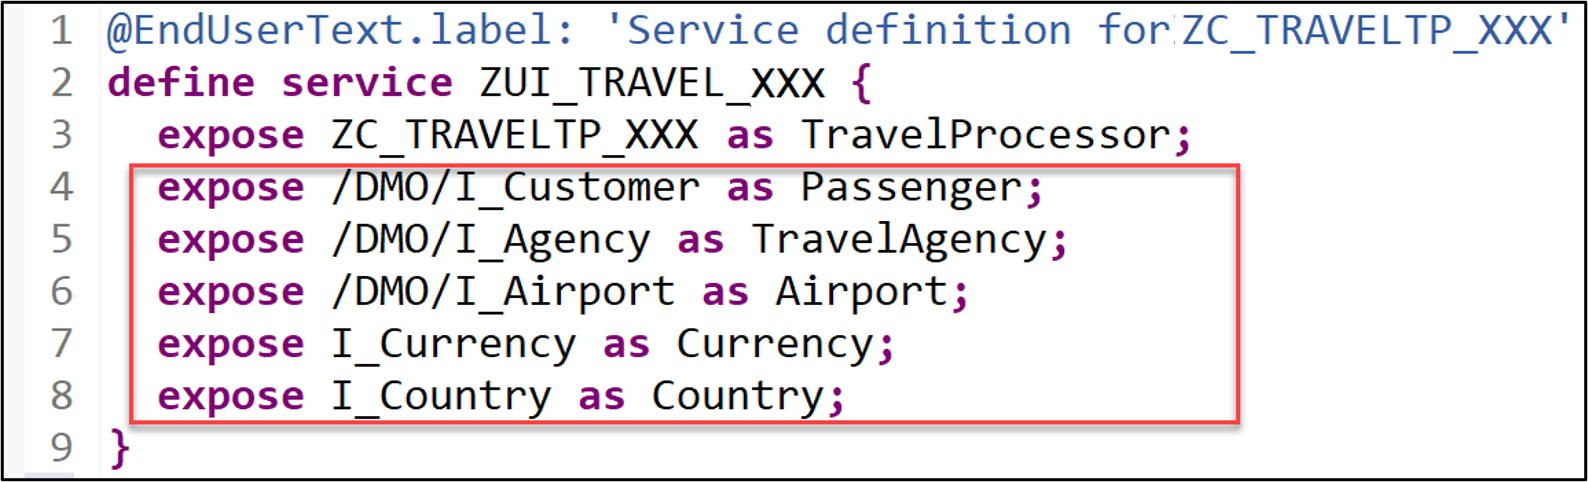 1 @EndUserText.label: 'Service definition for ZC_TRAVELTP_XXX'
2 define service ZUI_TRAVEL_XXX {
3 expose ZC_TRAVELTP_XXX as TravelProcessor;
4 expose /DMO/I_Customer as Passenger;
5 expose /DMO/I_Agency as TravelAgency;
6 expose /DMO/I_Airport as Airport;
7 expose I_Currency as Currency;
8 expose I_Country as Country;
9 }